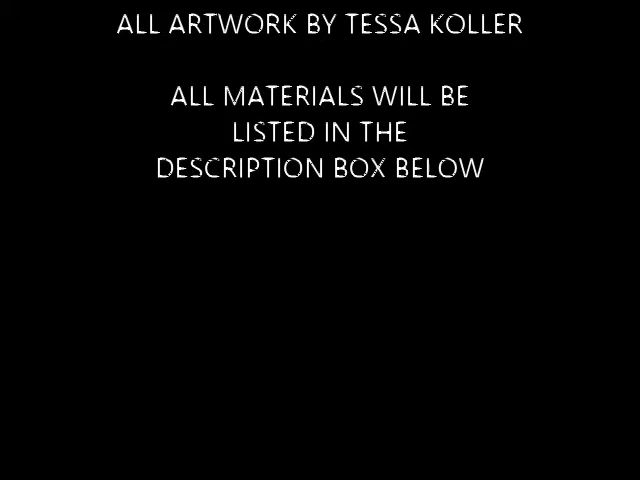 ALL ARTWORK BY TESSA KOLLER
ALL MATERIALS WILL BE
LISTED IN THE
DESCRIPTION BOX BELOW